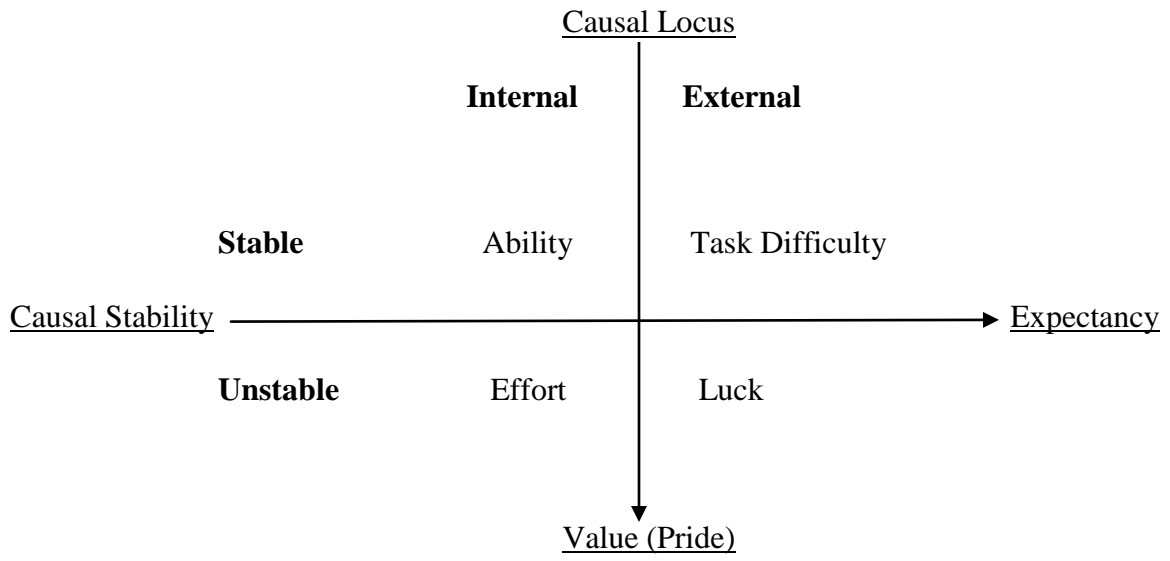 Causal Locus
Internal External
Stable Ability Task Difficulty
Causal Stability Expectancy
Unstable Effort Luck
Value (Pride)